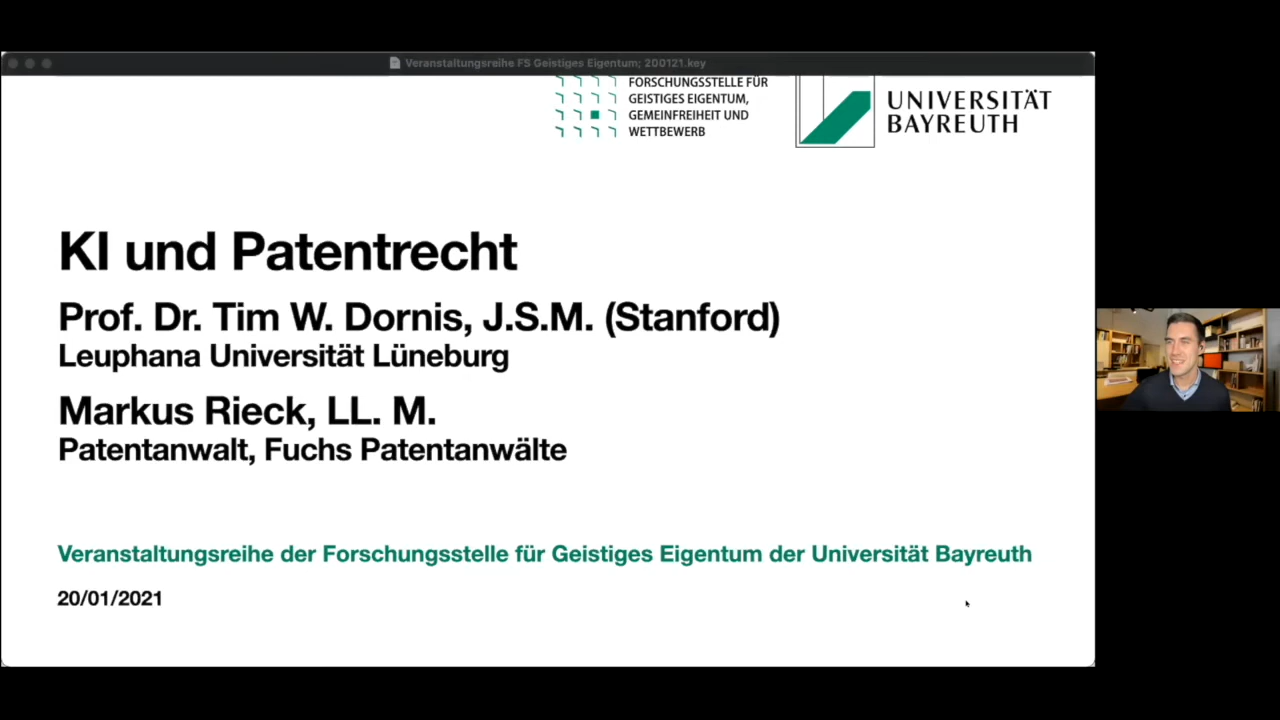 Veranstaltungsreihe FS Geistiges Eigentum; 200121.key
FORSCHUNGSSTELLE FÜR
GEISTIGES EIGENTUM,
GEMEINFREIHEIT UND
WETTBEWERB
UNIVERSITÄT
BAYREUTH
KI und Patentrecht
Prof. Dr. Tim W. Dornis, J.S.M. (Stanford)
Leuphana Universität Lüneburg
Markus Rieck, LL. M.
Patentanwalt, Fuchs Patentanwälte
Veranstaltungsreihe der Forschungsstelle für Geistiges Eigentum der Universität Bayreuth
20/01/2021